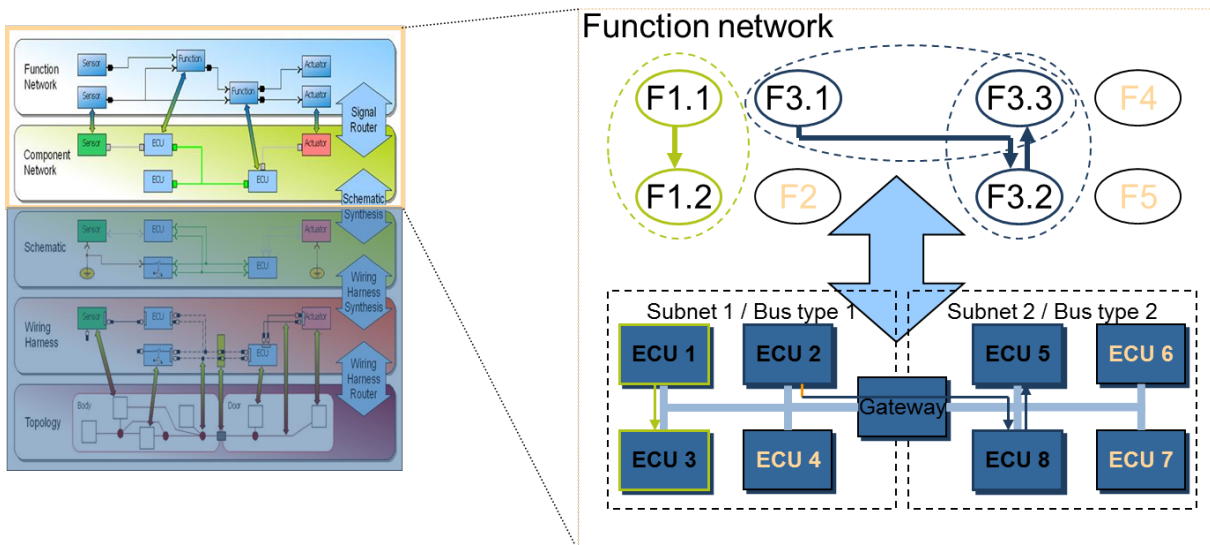 Function network
Function
Network
Sensor
Function
Actuator
Sensor
Function
Actuator
Signal
Router
Component
Network
Sensor
ECU
Actuator
ECU
ECU
Schematic
Synthesis
Schematic
Sensor
ECU
Actuator
ECU
Wiring
Harness
Synthesis
Wiring
Harness
Sensor
ECU
Actuator
ECU
Wiring
Harness
Router
Topology
Body
Door
F1.1
F3.1
F3.3
F4
F1.2
F2
F3.2
F5
Subnet 1 / Bus type 1
Subnet 2 / Bus type 2
ECU 1
ECU 2
ECU 5
ECU 6
Gateway
ECU 3
ECU 4
ECU 8
ECU 7